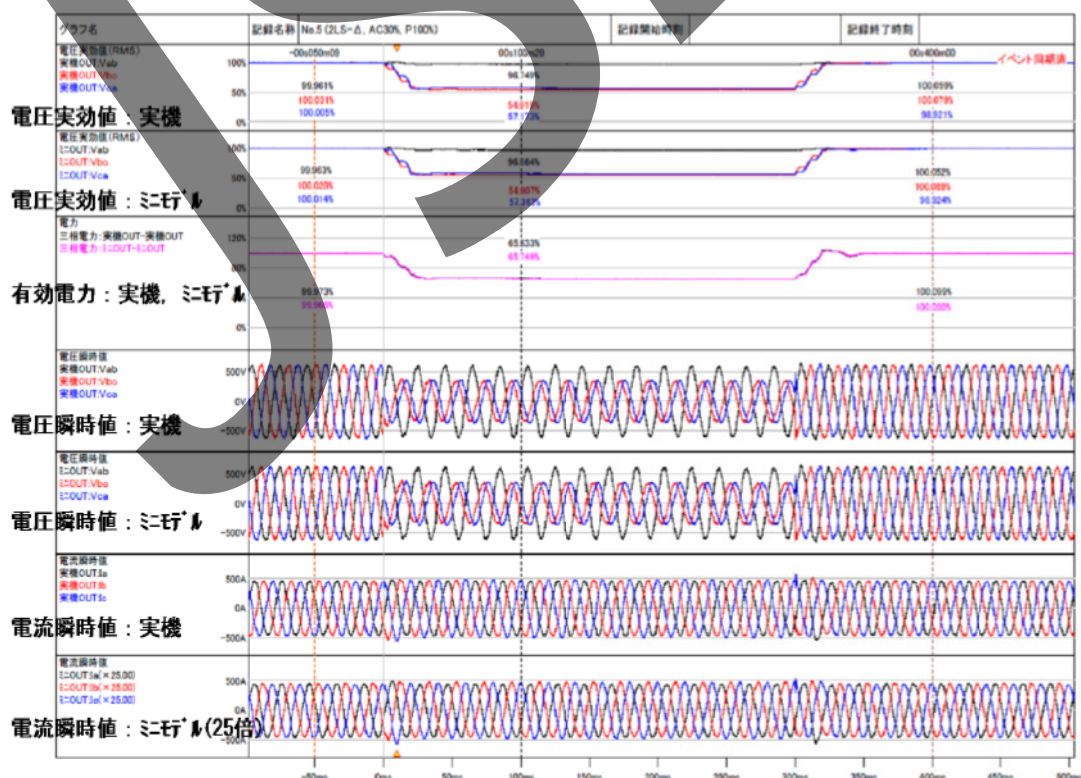 グラフ名 記録名称 No.5 (2LS-Δ, AC30%, P100%) 記録開始時刻 記録終了時刻
電圧実効値(RMS)
実機OUT:Vab
実機OUT:Vbc
実機OUT:Vca
-00s050m09 00s100m28 00s400m00
イベント同期済
100%
50%
0%
99.961% 96.749% 100.059%
100.031% 100.078%
100.005% 57.173% 98.921%
電圧実効値:実機
電圧実効値(RMS)
ミニOUT:Vab
ミニOUT:Vbc
ミニOUT:Vca
100%
50%
0%
99.963% 96.664% 100.052%
100.028% 54.907%
100.014% 98.924%
電圧実効値:ミニモデル
電力
三相電力:実機OUT-実機OUT
三相電力:ミニOUT-ミニOUT
120%
80%
0%
65.633%
65.748%
99.973% 100.099%
有効電力:実機, ミニモデル
電圧瞬時値
実機OUT:Vab
実機OUT:Vbc
実機OUT:Vca
500V
0V
-500V
電圧瞬時値:実機
電圧瞬時値
ミニOUT:Vab
ミニOUT:Vbc
ミニOUT:Vca
500V
0V
-500V
電圧瞬時値:ミニモデル
電流瞬時値
実機OUT:Ia
実機OUT:Ib
実機OUT:Ic
500A
0A
-500A
電流瞬時値:実機
電流瞬時値
ミニOUT:Ia(×25.00)
ミニOUT:Ib(×25.00)
ミニOUT:Ic(×25.00)
500A
0A
-500A
電流瞬時値:ミニモデル(25倍)
-50ms 0ms 50ms 100ms 150ms 200ms 250ms 300ms 350ms 400ms 450ms 500ms